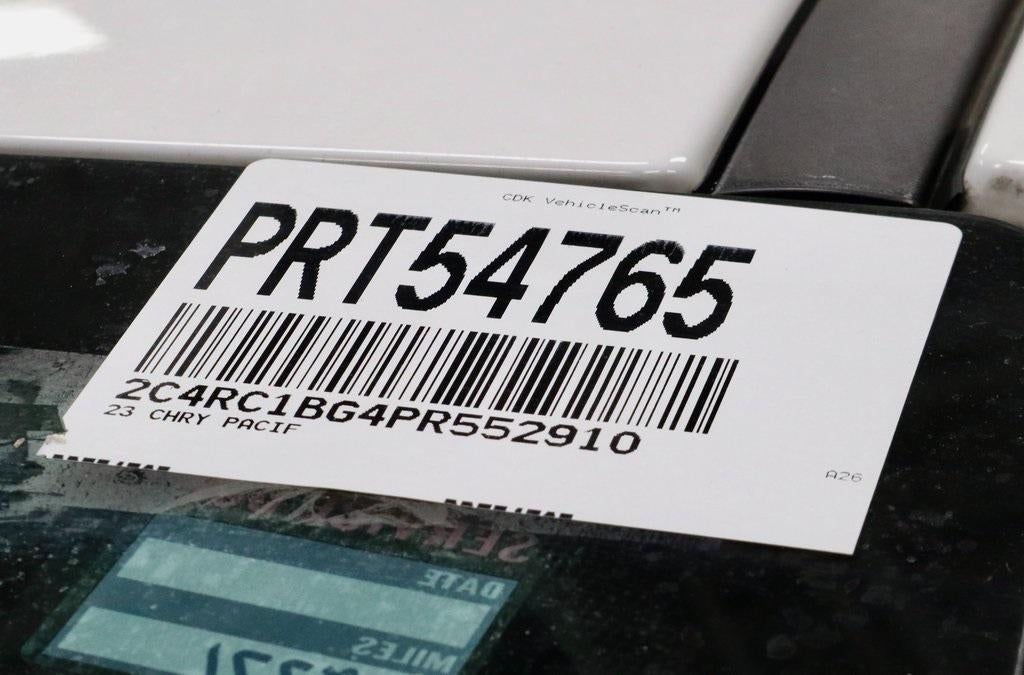 CDK VehicleScan™
PRT54765
2C4RC1BG4PR552910
23 CHRY PACIF
A26
DATE
MILES